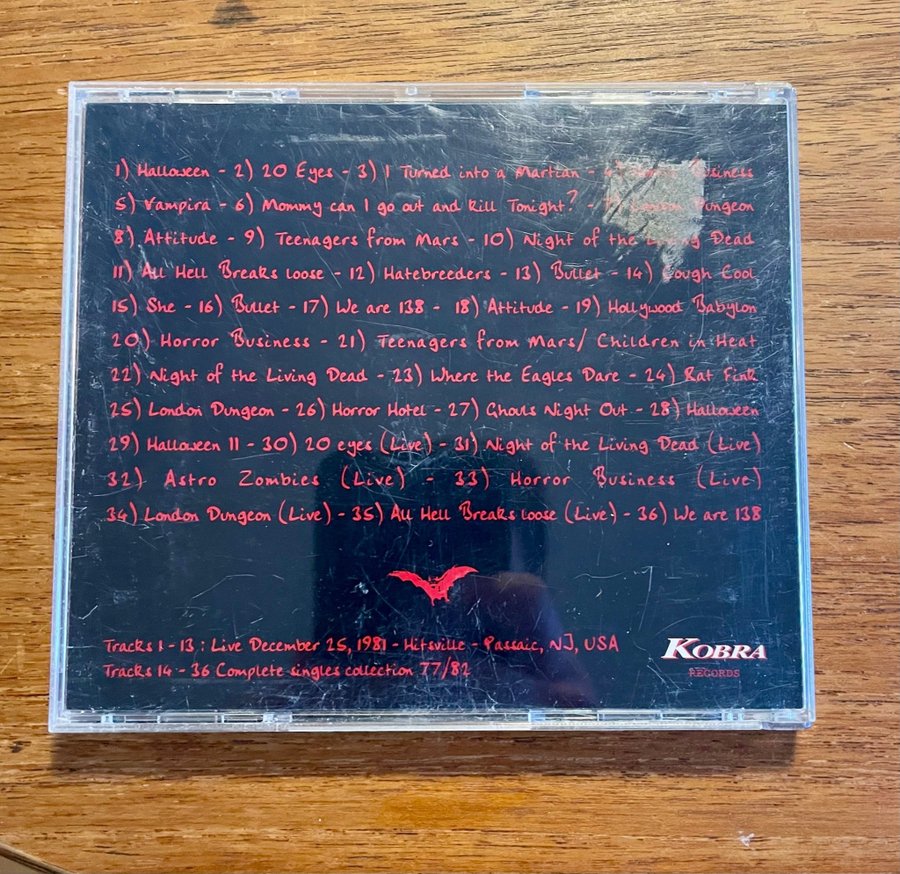 1) Halloween - 2) 20 Eyes - 3) I Turned into a Martian - 4) Horror Business
5) Vampira - 6) Mommy can I go out and Kill Tonight? - 7) London Dungeon
8) Attitude - 9) Teenagers from Mars - 10) Night of the Living Dead
11) All Hell Breaks loose - 12) Hatebreeders - 13) Bullet - 14) Cough Cool
15) She - 16) Bullet - 17) We are 138 - 18) Attitude - 19) Hollywood Babylon
20) Horror Business - 21) Teenagers from Mars/ Children in Heat
22) Night of the Living Dead - 23) Where the Eagles Dare - 24) Rat Fink
25) London Dungeon - 26) Horror Hotel - 27) Ghouls Night Out - 28) Halloween
29) Halloween II - 30) 20 eyes (Live) - 31) Night of the Living Dead (Live)
32) Astro Zombies (Live) - 33) Horror Business (Live)
34) London Dungeon (Live) - 35) All Hell Breaks loose (Live) - 36) We are 138
Tracks 1 - 13 : Live December 25, 1981 - Hitsville - Passaic, NJ, USA
Tracks 14 - 36 Complete singles collection 77/82
KOBRA
RECORDS